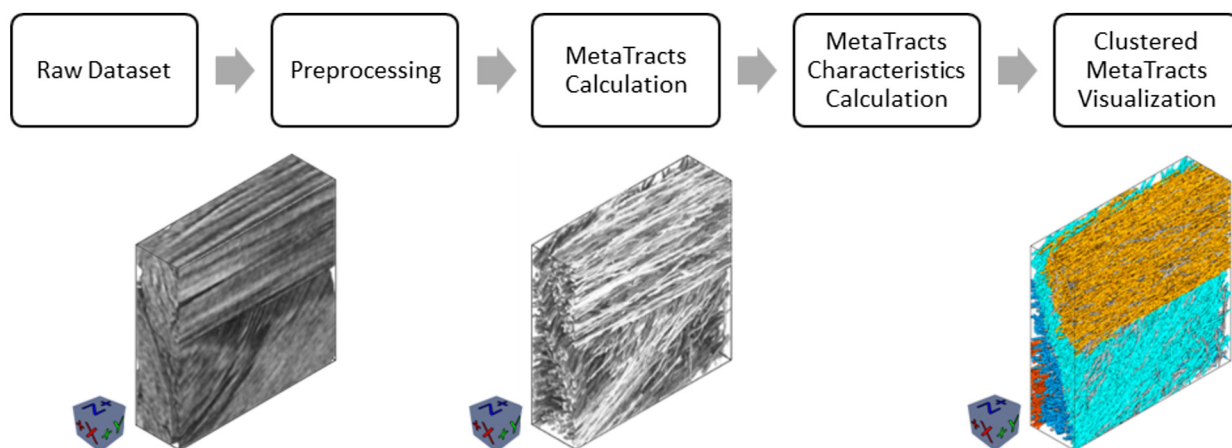 Raw Dataset
Preprocessing
MetaTracts
Calculation
MetaTracts
Characteristics
Calculation
Clustered
MetaTracts
Visualization
Z+
X+
+Y
Z+
X+
+Y
Z+
X+
+Y